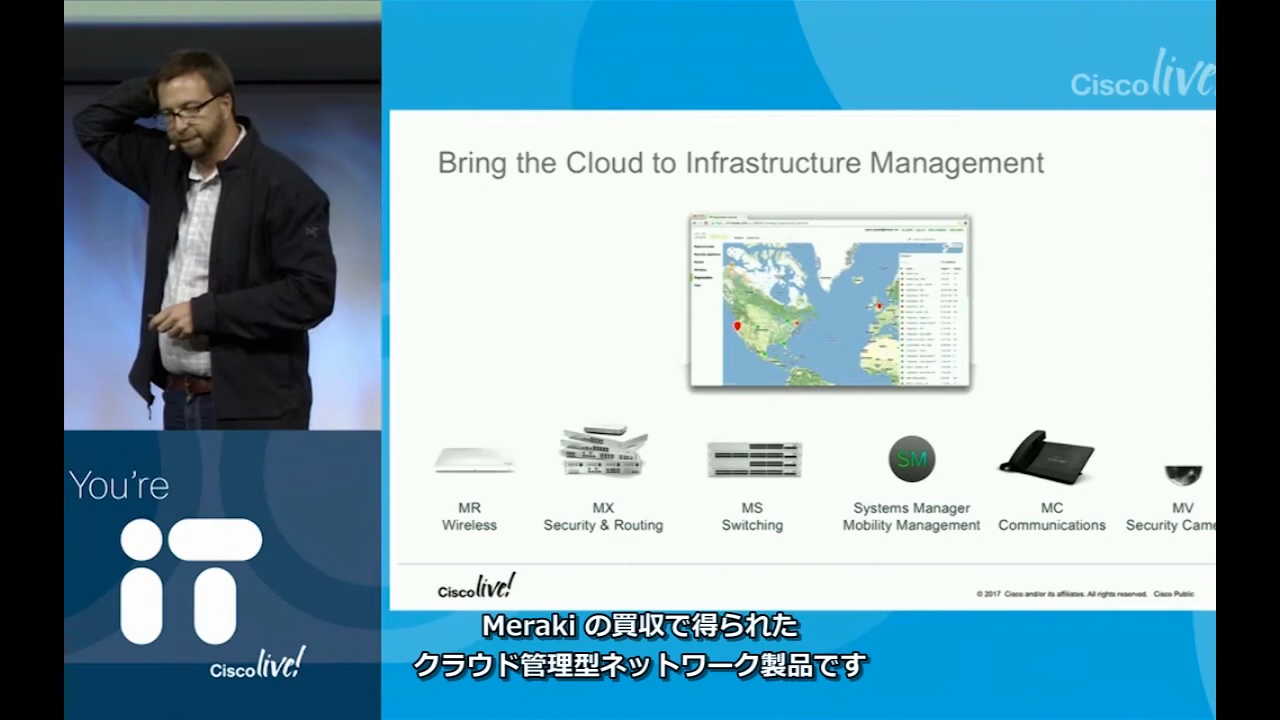 Cisco live!
Bring the Cloud to Infrastructure Management
SM
MR
Wireless
MX
Security & Routing
MS
Switching
Systems Manager
Mobility Management
MC
Communications
MV
Security Came
Cisco live!
© 2017 Cisco and/or its affiliates. All rights reserved. Cisco Public
You're
iT
Cisco live!
Meraki の買収で得られた
クラウド管理型ネットワーク製品です